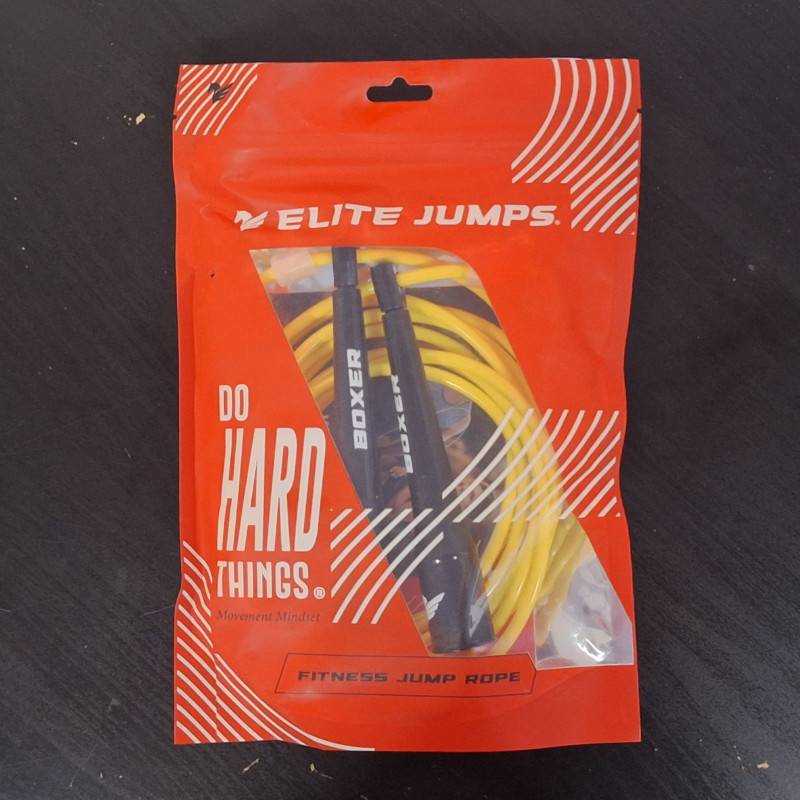 ELITE JUMPS®
BOXER
BOXER
DO
HARD
THINGS®
Movement Mindset
FITNESS JUMP ROPE